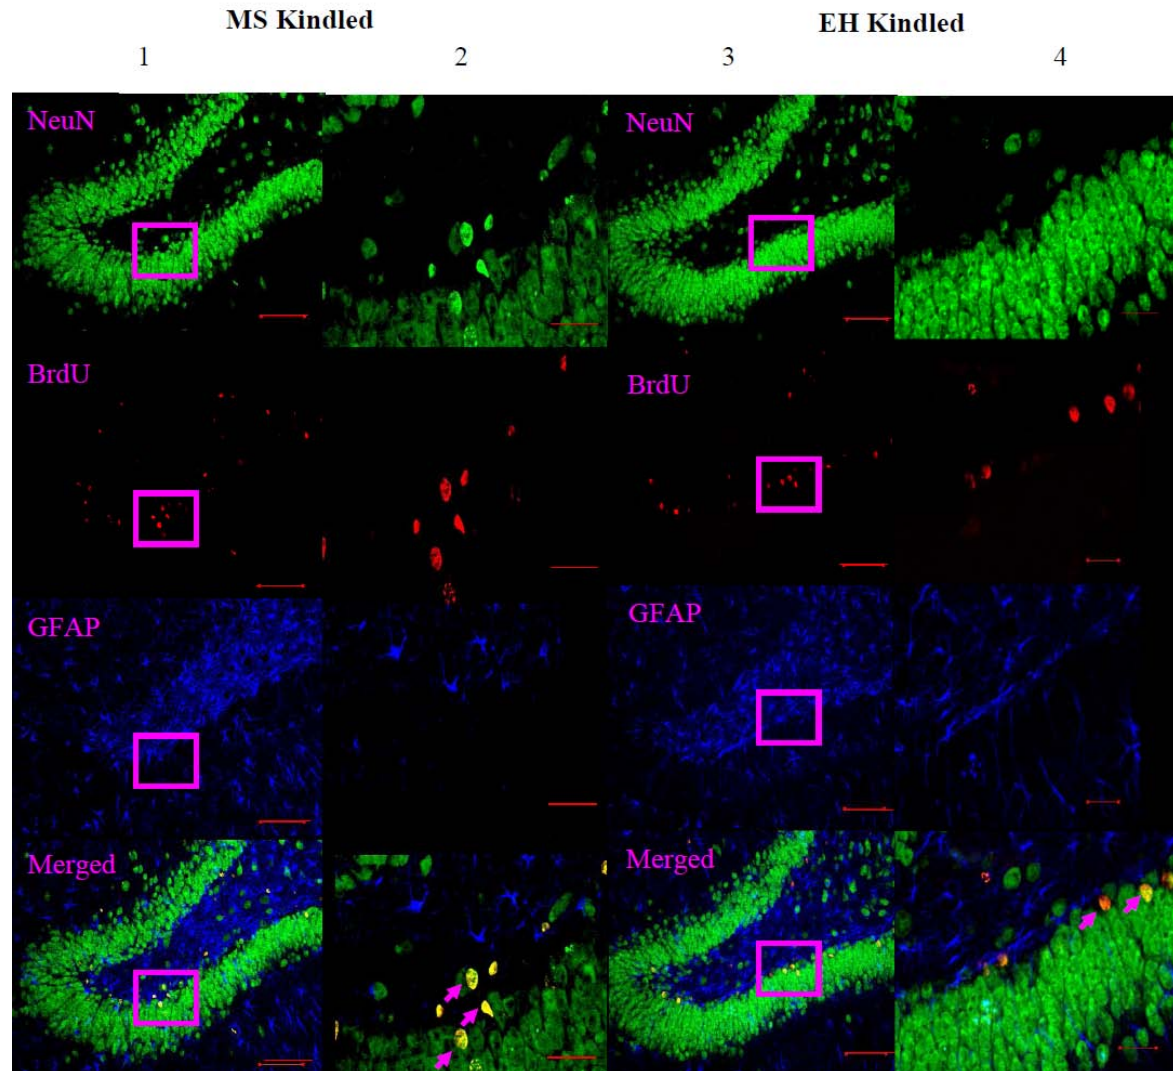 MS Kindled EH Kindled
1 2 3 4
NeuN NeuN
BrdU BrdU
GFAP GFAP
Merged Merged